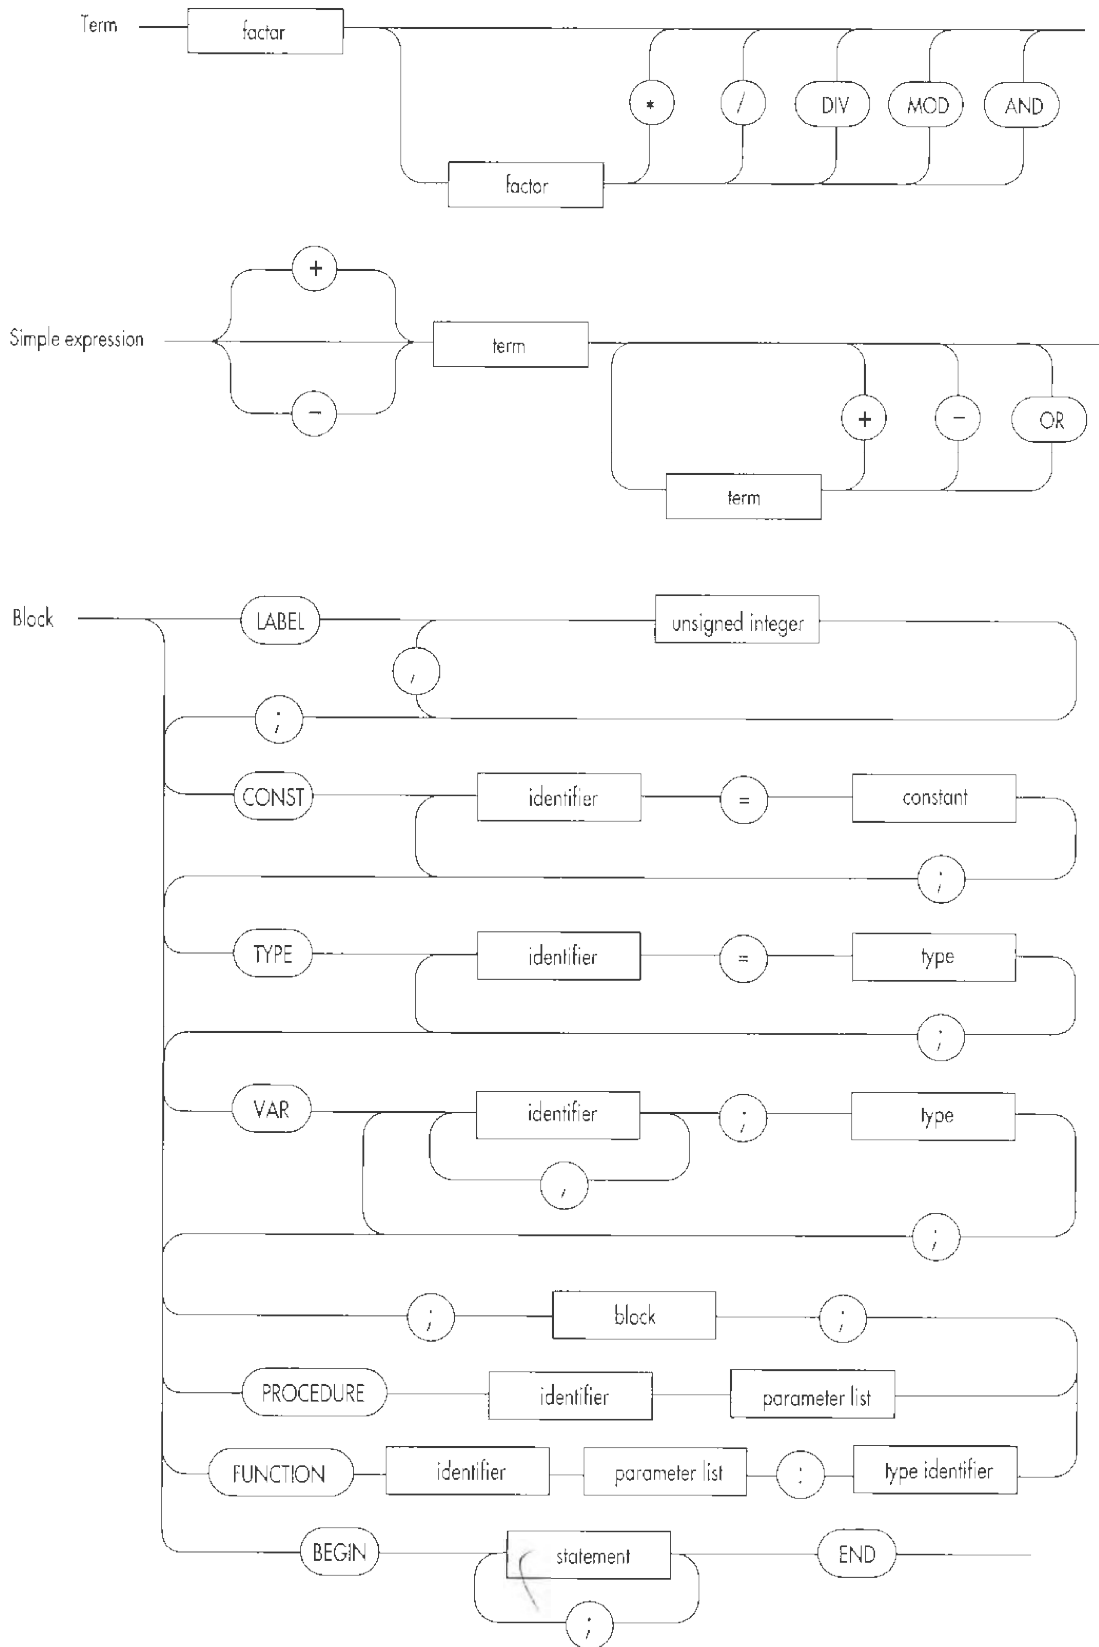 Term factor
* / DIV MOD AND
factor
+
Simple expression term
- + - OR
term
Block LABEL unsigned integer
,
;
CONST identifier = constant
;
TYPE identifier = type
;
VAR identifier ; type
,
;
; block ;
PROCEDURE identifier parameter list
FUNCTION identifier parameter list : type identifier
BEGIN statement END
;